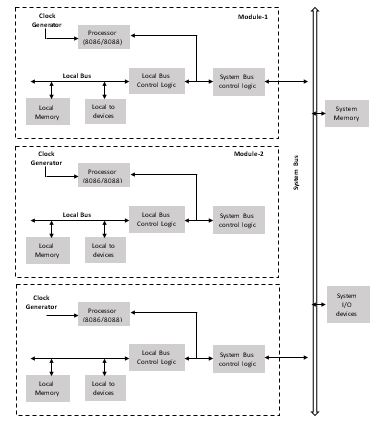 Clock
Generator
Module-1
Processor
(8086/8088)
Local Bus
Local Bus
Control Logic
System Bus
control logic
Local
Memory
Local to
devices
System
Memory
Clock
Generator
Module-2
Processor
(8086/8088)
System Bus
Local Bus
Local Bus
Control Logic
System Bus
control logic
Local
Memory
Local to
devices
Clock
Generator
Processor
(8086/8088)
System
I/O
devices
Local Bus
Control Logic
System Bus
control logic
Local
Memory
Local to
devices